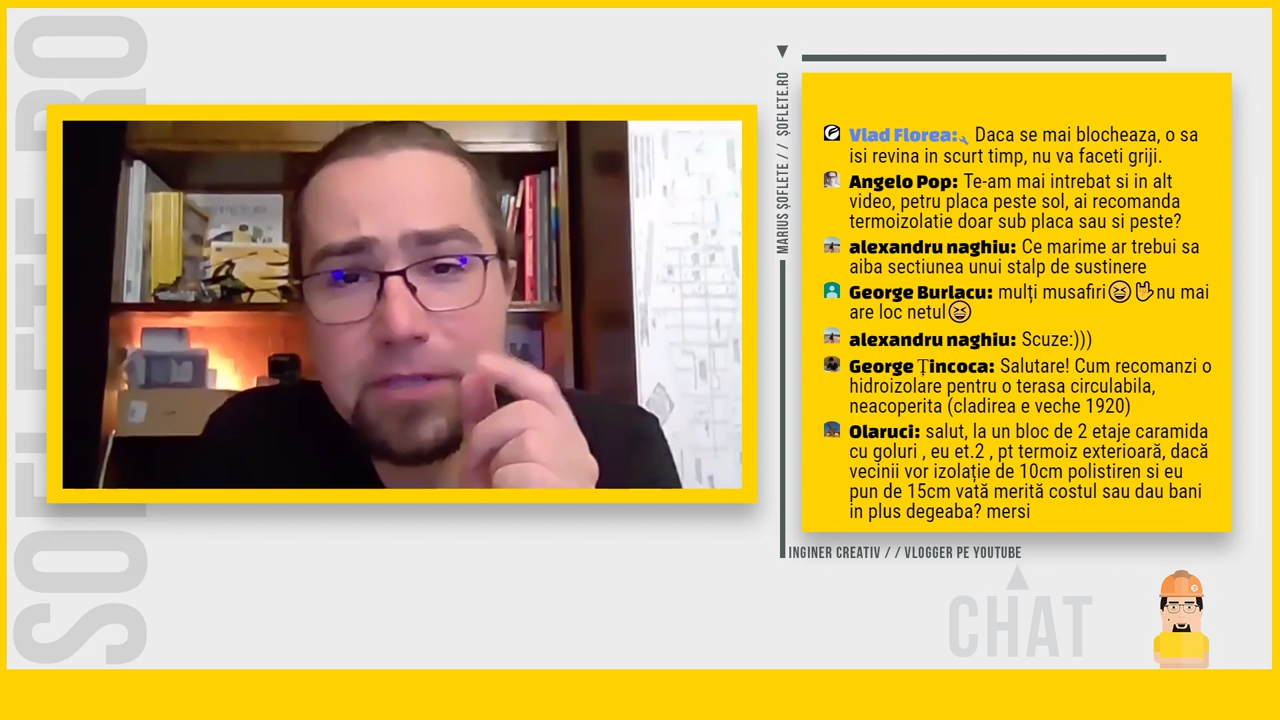 SOFLETE.RO
MARIUS ȘOFLETE / / ȘOFLETE.RO
Vlad Florea: Daca se mai blocheaza, o sa
isi revina in scurt timp, nu va faceti griji.
Angelo Pop: Te-am mai intrebat si in alt
video, petru placa peste sol, ai recomanda
termoizolatie doar sub placa sau si peste?
alexandru naghiu: Ce marime ar trebui sa
aiba sectiunea unui stalp de sustinere
George Burlacu: mulți musafiri😆🤟nu mai
are loc netul😆
alexandru naghiu: Scuze:)))
George Țincoca: Salutare! Cum recomanzi o
hidroizolare pentru o terasa circulabila,
neacoperita (cladirea e veche 1920)
Olaruci: salut, la un bloc de 2 etaje caramida
cu goluri , eu et.2 , pt termoiz exterioară, dacă
vecinii vor izolație de 10cm polistiren si eu
pun de 15cm vată merită costul sau dau bani
in plus degeaba? mersi
INGINER CREATIV / / VLOGGER PE YOUTUBE
CHAT